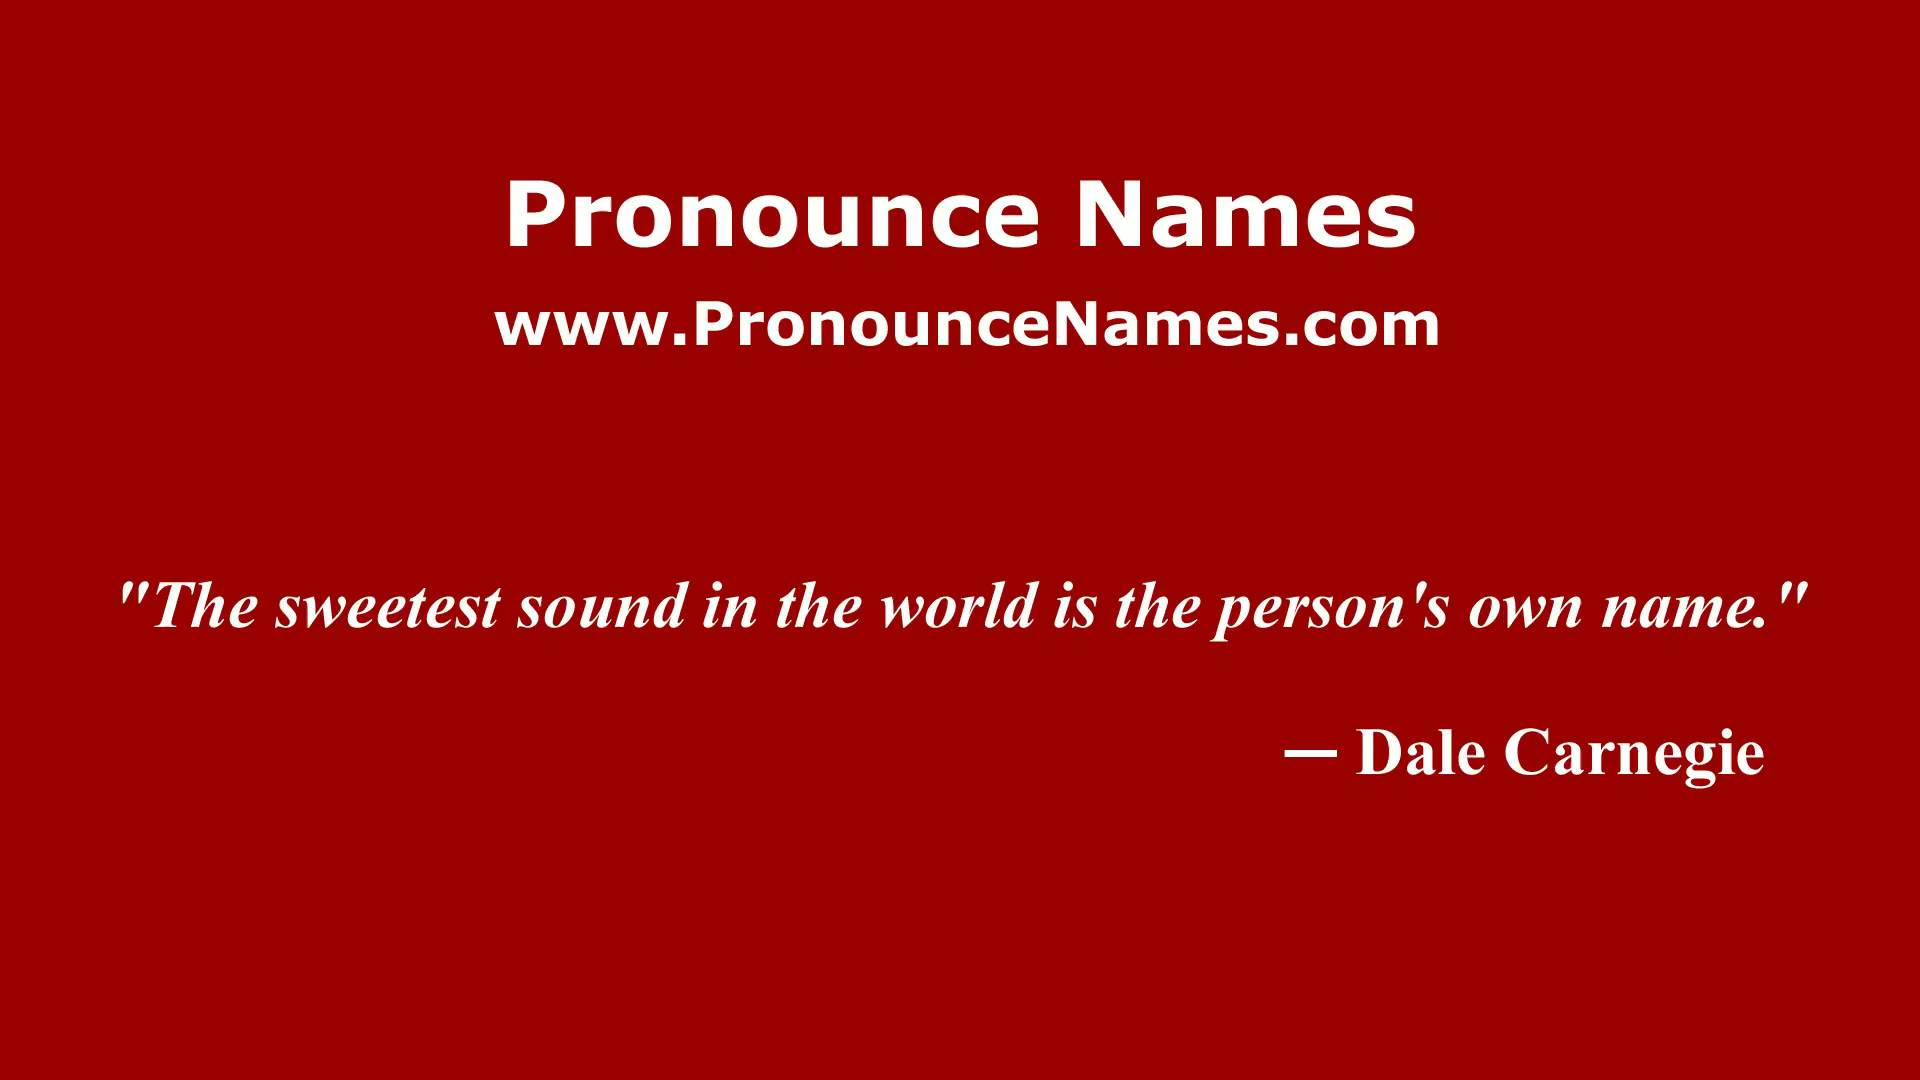 Pronounce Names
www.PronounceNames.com
"The sweetest sound in the world is the person's own name."
— Dale Carnegie